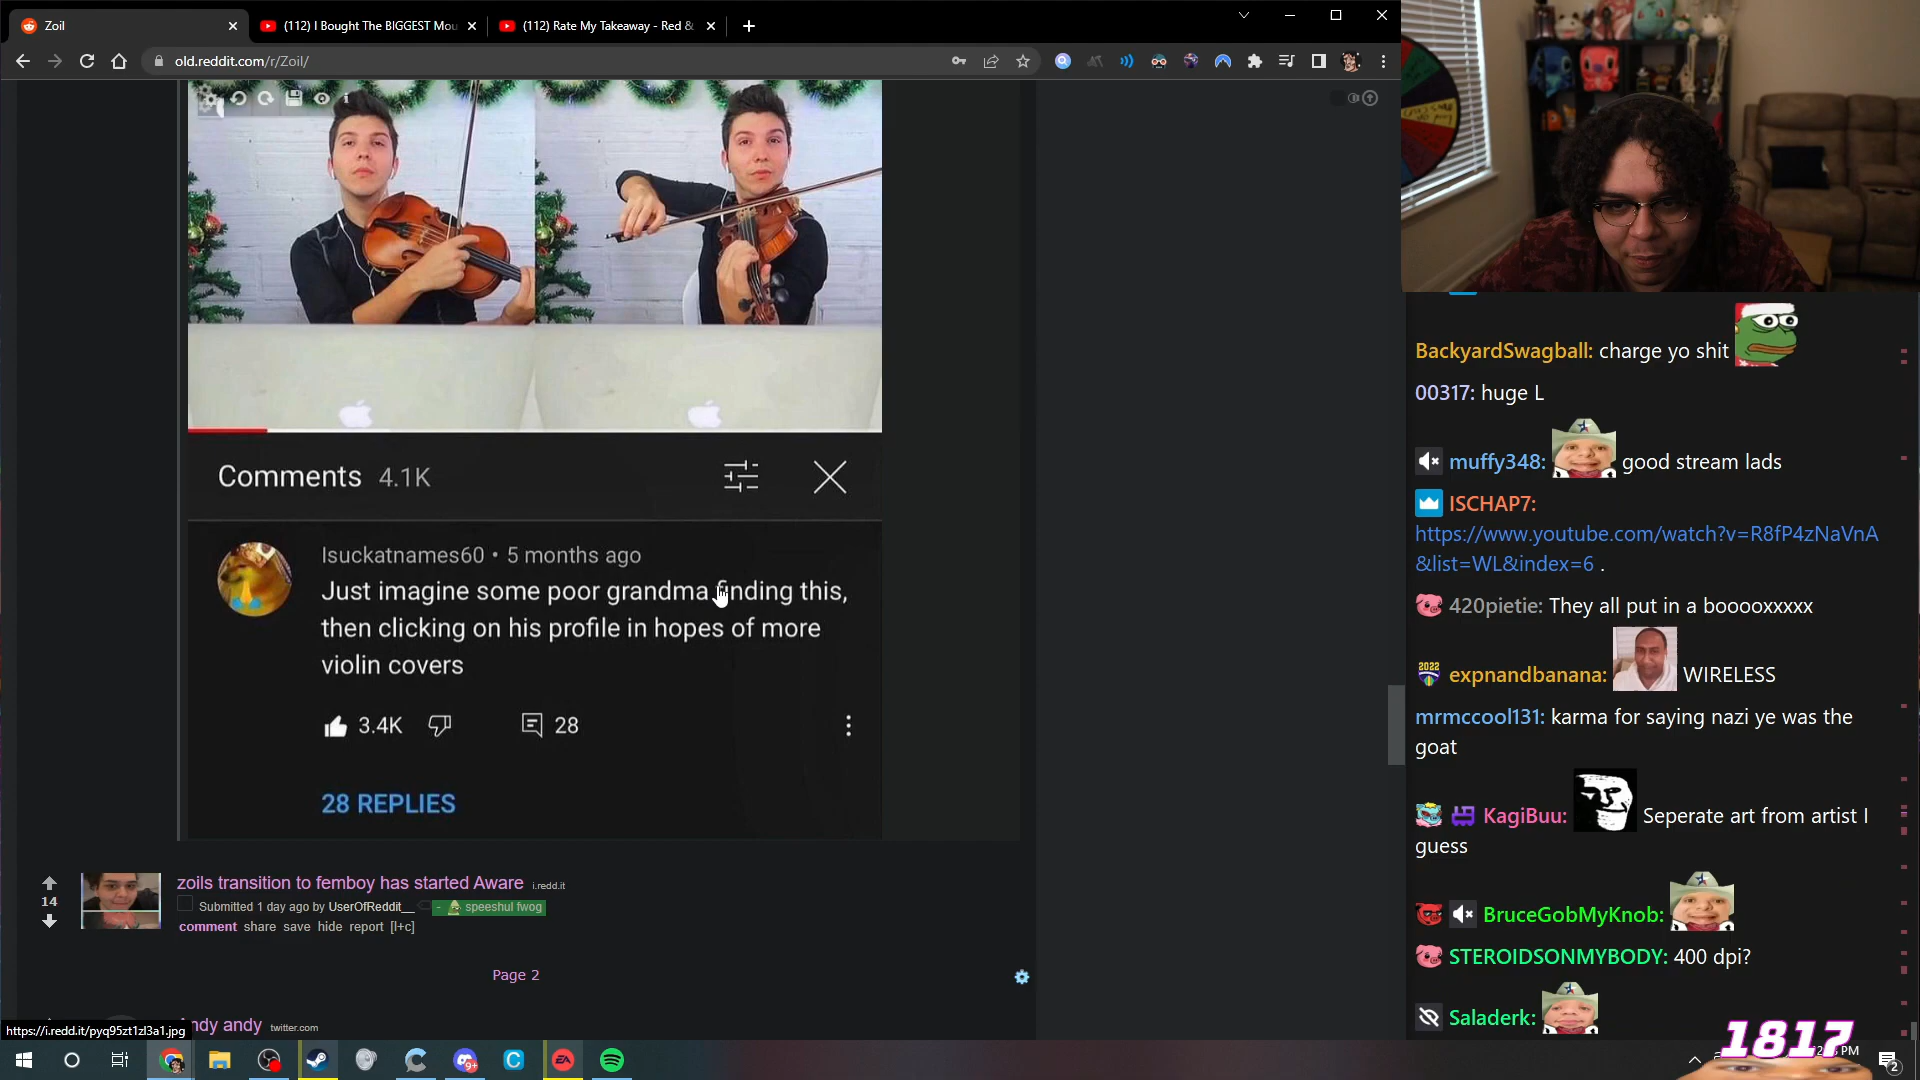 Zoil
(112) I Bought The BIGGEST Mou
(112) Rate My Takeaway - Red &
old.reddit.com/r/Zoil/
Comments 4.1K
Isuckatnames60 • 5 months ago
Just imagine some poor grandma finding this,
then clicking on his profile in hopes of more
violin covers
3.4K
28
28 REPLIES
14
zoils transition to femboy has started Aware i.redd.it
Submitted 1 day ago by UserOfReddit__ - speeshul fwog
comment share save hide report [l+c]
Page 2
ndy andy twitter.com
https://i.redd.it/pyq95zt1zl3a1.jpg
BackyardSwagball: charge yo shit
00317: huge L
muffy348: good stream lads
ISCHAP7:
https://www.youtube.com/watch?v=R8fP4zNaVnA
&list=WL&index=6 .
420pietie: They all put in a booooxxxxx
2022
expnandbanana: WIRELESS
mrmccool131: karma for saying nazi ye was the
goat
KagiBuu: Seperate art from artist I
guess
BruceGobMyKnob:
STEROIDSONMYBODY: 400 dpi?
Saladerk:
1817
PM
9+
EA
2